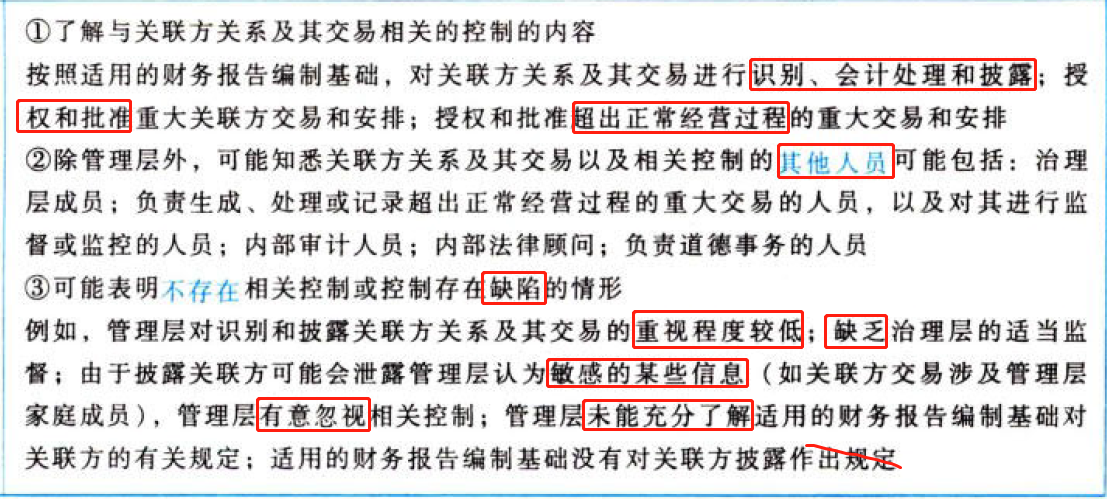 ①了解与关联方关系及其交易相关的控制的内容
按照适用的财务报告编制基础，对关联方关系及其交易进行识别、会计处理和披露；授
权和批准重大关联方交易和安排；授权和批准超出正常经营过程的重大交易和安排
②除管理层外，可能知悉关联方关系及其交易以及相关控制的其他人员可能包括：治理
层成员；负责生成、处理或记录超出正常经营过程的重大交易的人员，以及对其进行监
督或监控的人员；内部审计人员；内部法律顾问；负责道德事务的人员
③可能表明不存在相关控制或控制存在缺陷的情形
例如，管理层对识别和披露关联方关系及其交易的重视程度较低；缺乏治理层的适当监
督；由于披露关联方可能会泄露管理层认为敏感的某些信息（如关联方交易涉及管理层
家庭成员），管理层有意忽视相关控制；管理层未能充分了解适用的财务报告编制基础对
关联方的有关规定；适用的财务报告编制基础没有对关联方披露作出规定